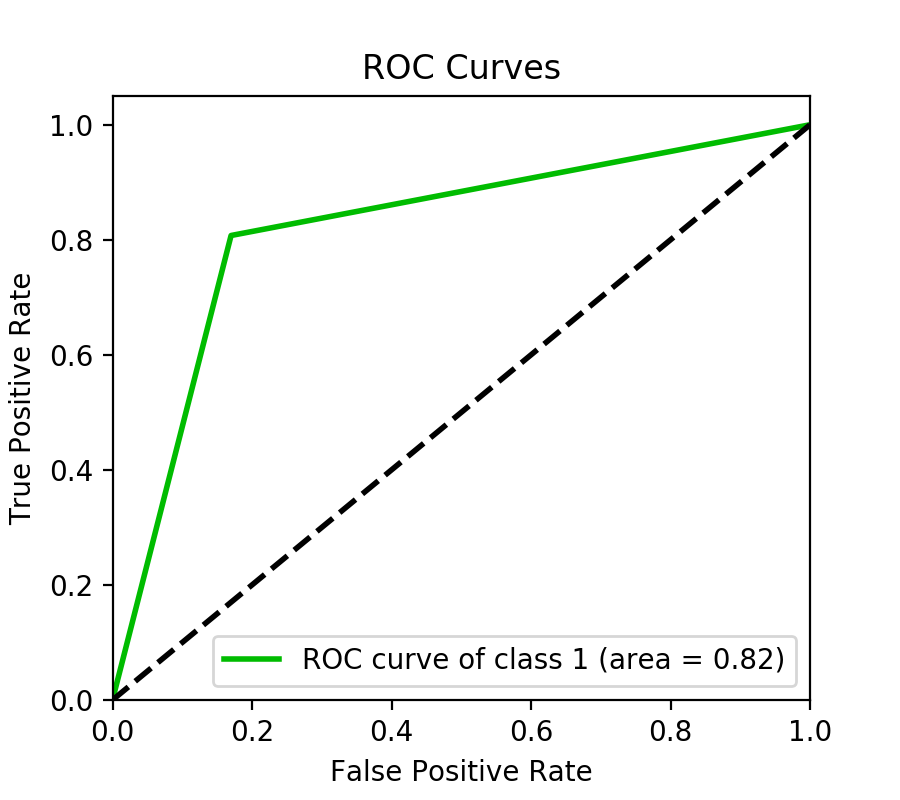 ROC Curves
True Positive Rate
1.0
0.8
0.6
0.4
0.2
0.0
ROC curve of class 1 (area = 0.82)
0.0 0.2 0.4 0.6 0.8 1.0
False Positive Rate